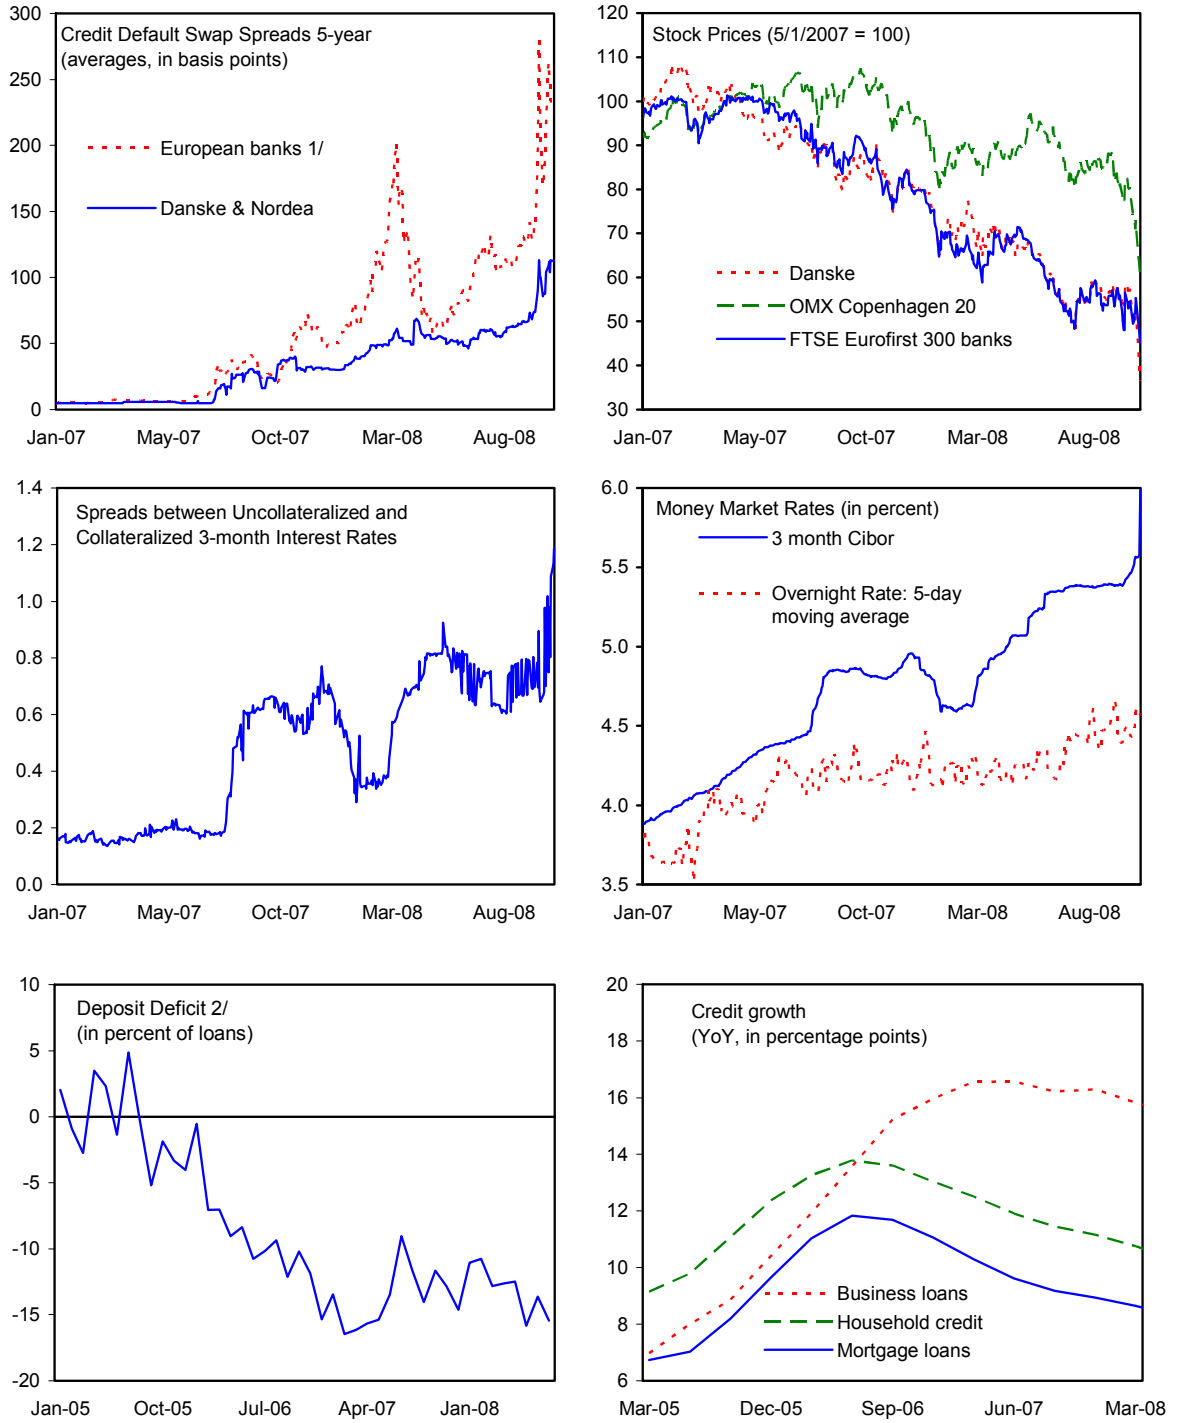 Credit Default Swap Spreads 5-year
(averages, in basis points)
European banks 1/
Danske & Nordea
300
250
200
150
100
50
0
Jan-07
May-07
Oct-07
Mar-08
Aug-08
Stock Prices (5/1/2007 = 100)
120
110
100
90
80
70
60
50
40
30
Danske
OMX Copenhagen 20
FTSE Eurofirst 300 banks
Jan-07
May-07
Oct-07
Mar-08
Aug-08
Spreads between Uncollateralized and
Collateralized 3-month Interest Rates
1.4
1.2
1.0
0.8
0.6
0.4
0.2
0.0
Jan-07
May-07
Oct-07
Mar-08
Aug-08
Money Market Rates (in percent)
3 month Cibor
Overnight Rate: 5-day
moving average
6.0
5.5
5.0
4.5
4.0
3.5
Jan-07
May-07
Oct-07
Mar-08
Aug-08
Deposit Deficit 2/
(in percent of loans)
10
5
0
-5
-10
-15
-20
Jan-05
Oct-05
Jul-06
Apr-07
Jan-08
Credit growth
(YoY, in percentage points)
20
18
16
14
12
10
8
6
Business loans
Household credit
Mortgage loans
Mar-05
Dec-05
Sep-06
Jun-07
Mar-08